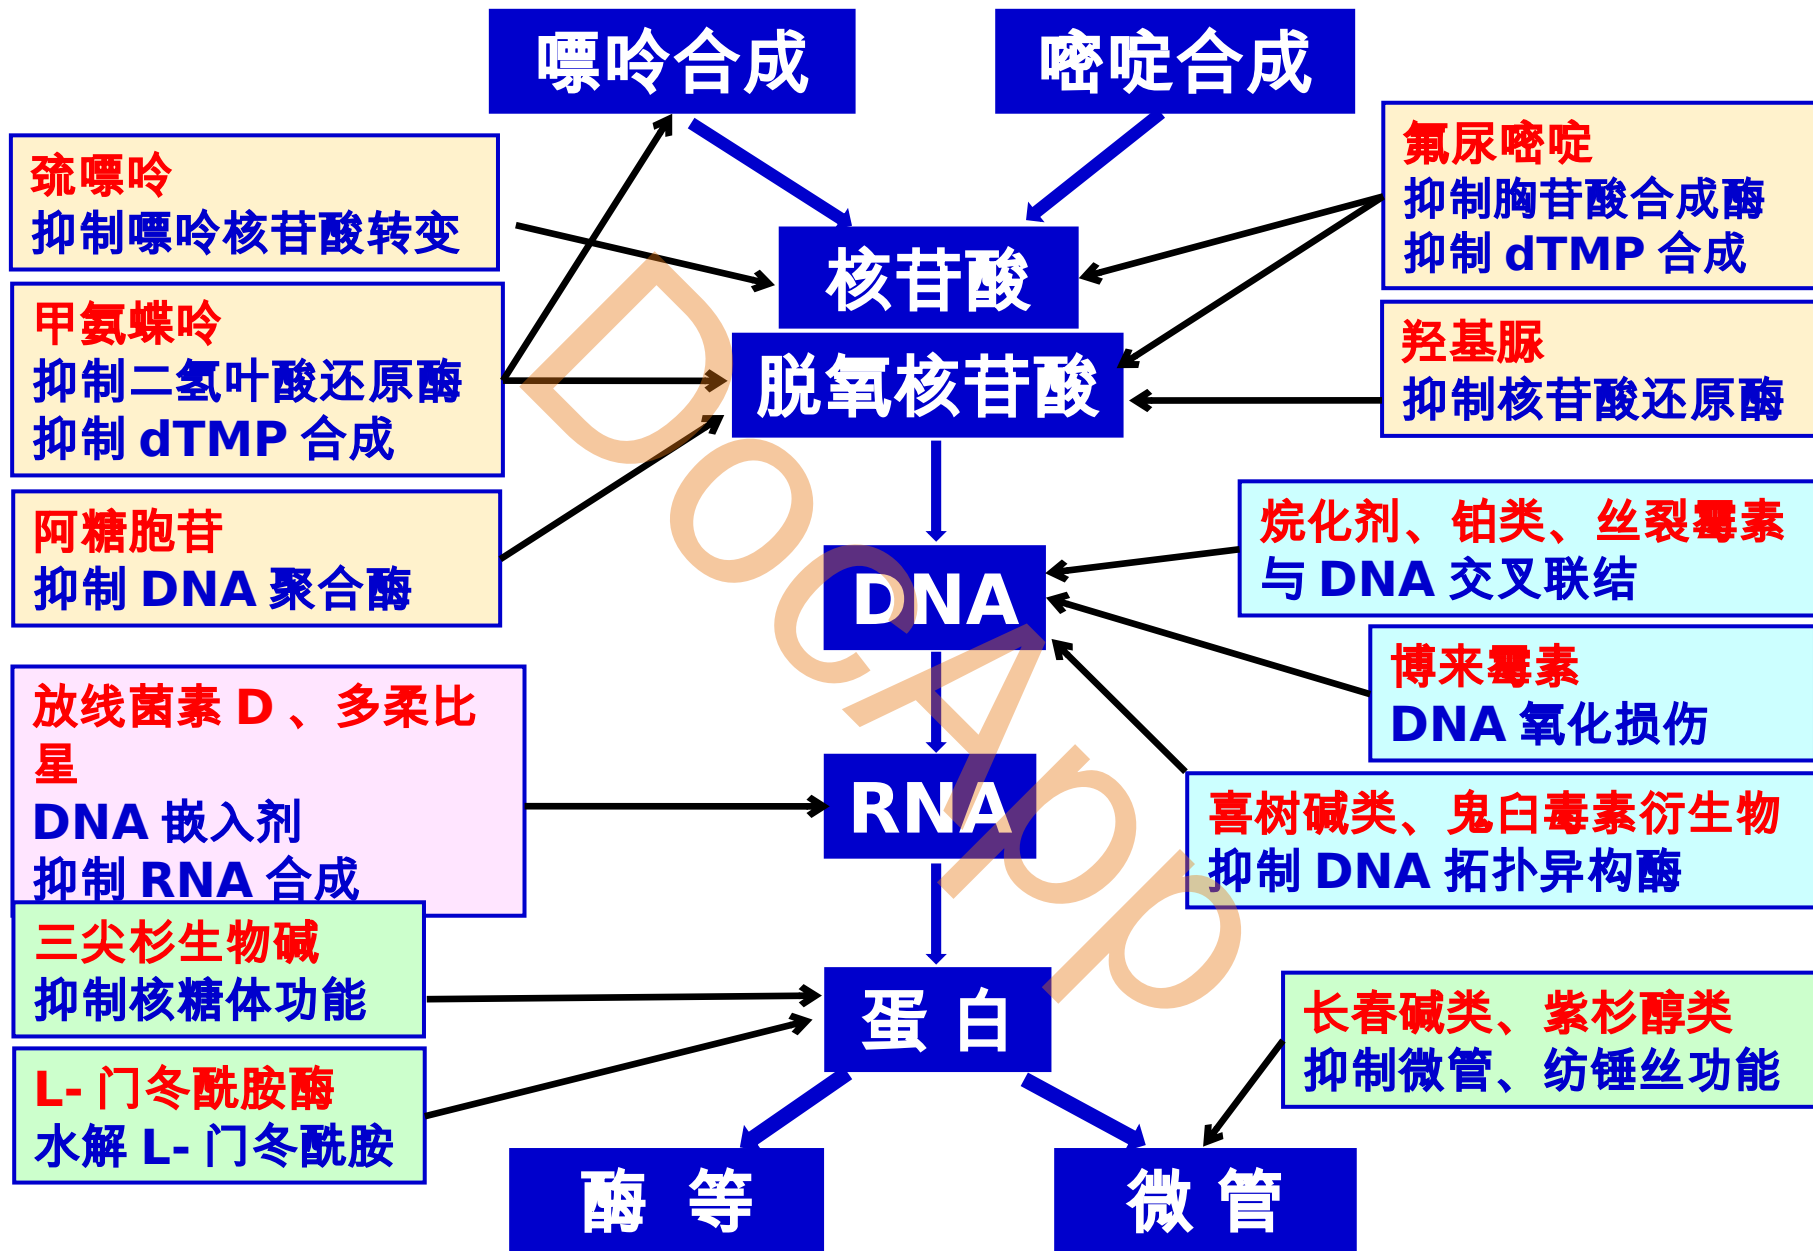 嘌呤合成
嘧啶合成
巯嘌呤
抑制嘌呤核苷酸转变
氟尿嘧啶
抑制胸苷酸合成酶
抑制 dTMP 合成
核苷酸
甲氨蝶呤
抑制二氢叶酸还原酶
抑制 dTMP 合成
脱氧核苷酸
羟基脲
抑制核苷酸还原酶
阿糖胞苷
抑制 DNA 聚合酶
烷化剂、铂类、丝裂霉素
与 DNA 交叉联结
DNA
博来霉素
DNA 氧化损伤
放线菌素 D 、多柔比
星
DNA 嵌入剂
抑制 RNA 合成
RNA
喜树碱类、鬼臼毒素衍生物
抑制 DNA 拓扑异构酶
三尖杉生物碱
抑制核糖体功能
蛋 白
长春碱类、紫杉醇类
抑制微管、纺锤丝功能
L- 门冬酰胺酶
水解 L- 门冬酰胺
酶 等
微 管
DocApp